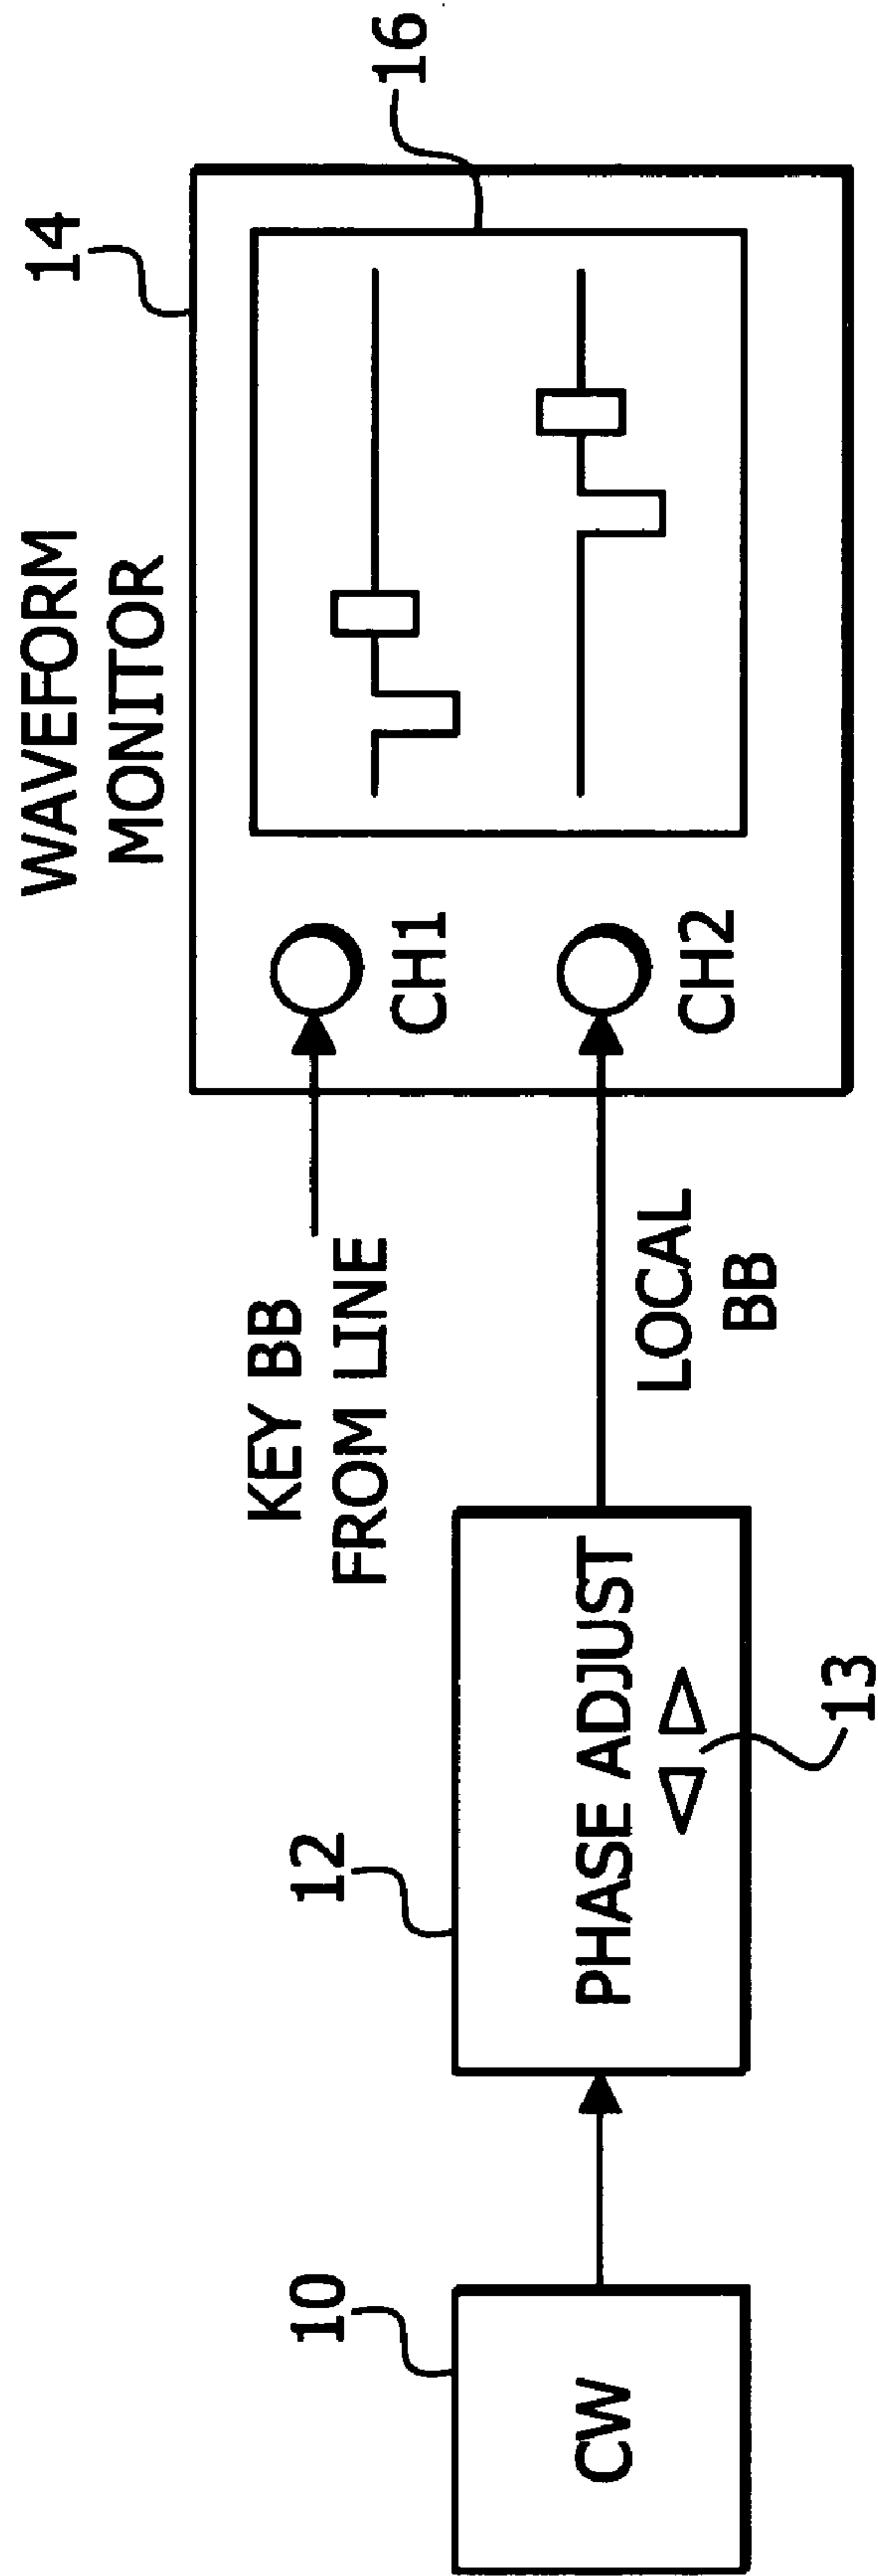 WAVEFORM
MONITOR
14
16
KEY BB
FROM LINE
CH1
10
12
CW
PHASE ADJUST
13
LOCAL
BB
CH2